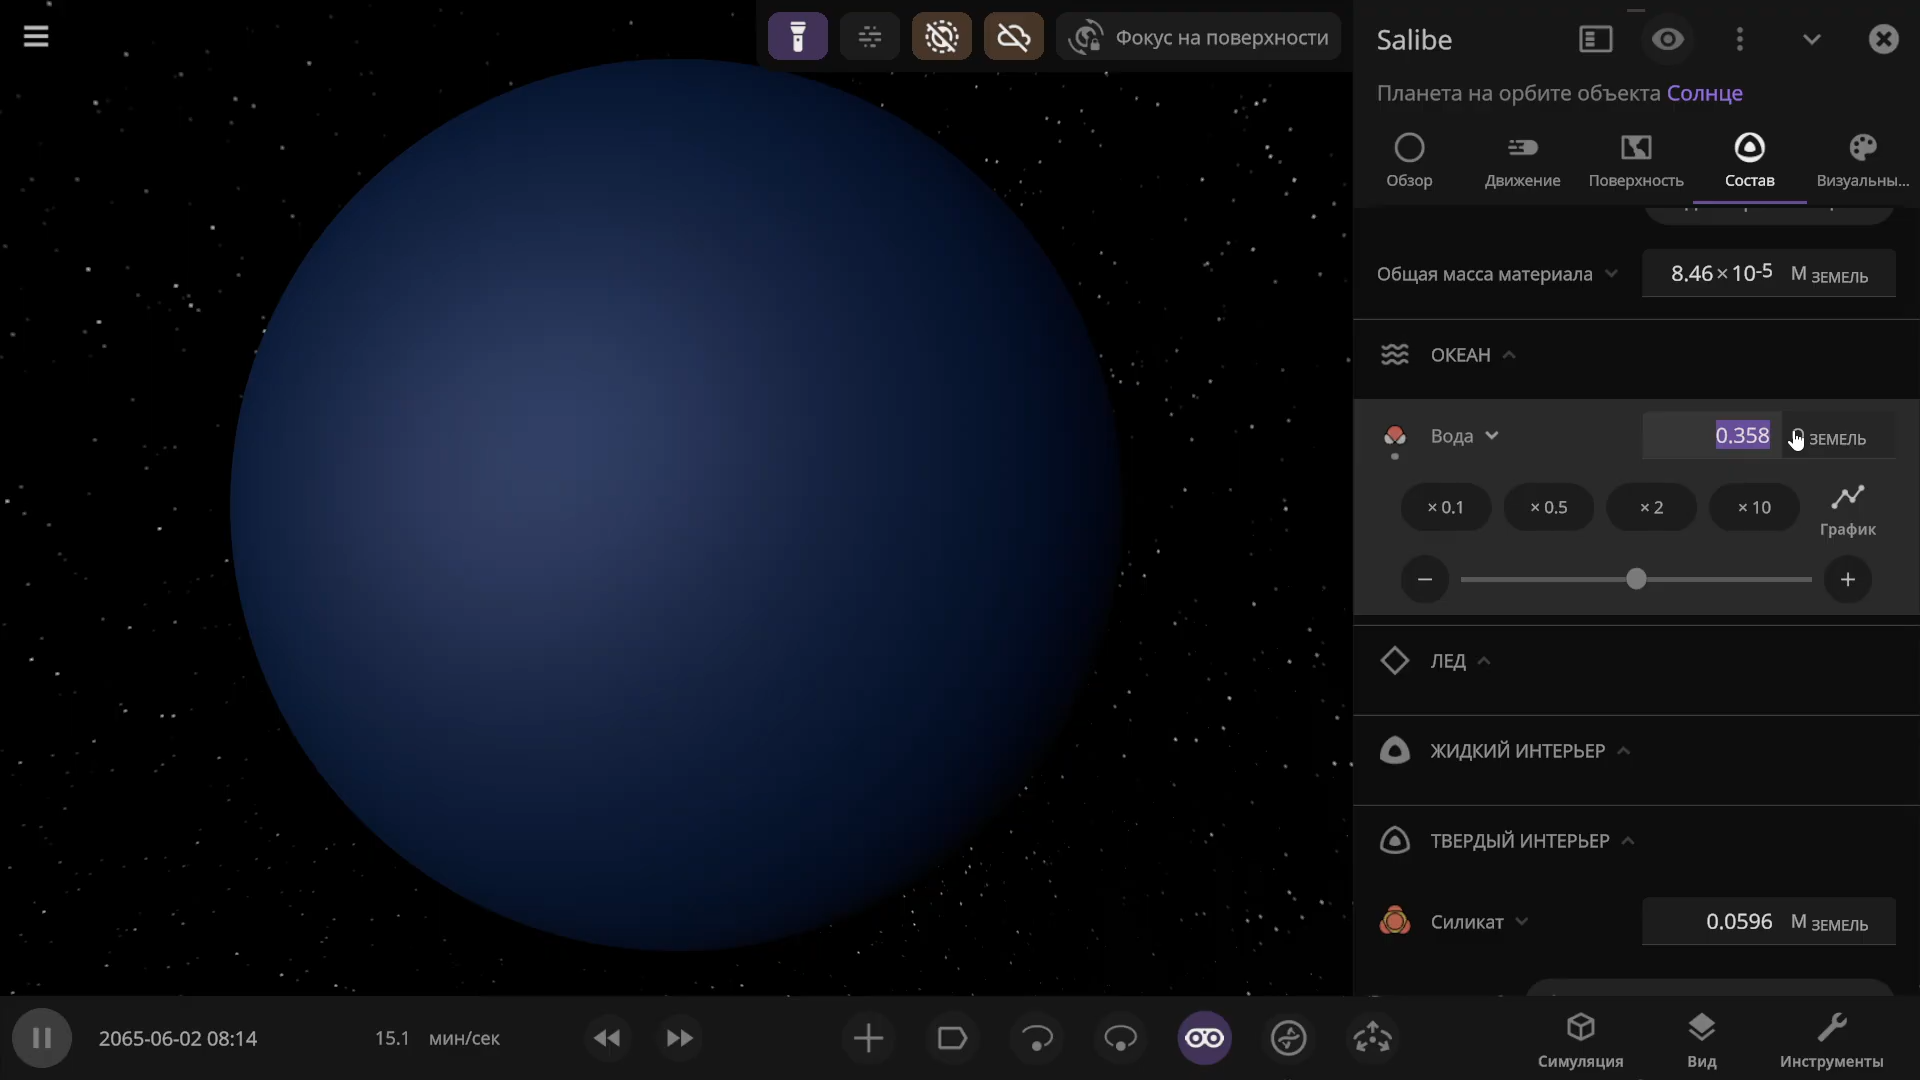 Фокус на поверхности
Salibe
Планета на орбите объекта Солнце
Обзор
Движение
Поверхность
Состав
Визуальны...
Общая масса материала
8.46×10-5 M ЗЕМЕЛЬ
ОКЕАН
Вода
0.358
ЗЕМЕЛЬ
× 0.1
× 0.5
× 2
× 10
График
ЛЕД
ЖИДКИЙ ИНТЕРЬЕР
ТВЕРДЫЙ ИНТЕРЬЕР
Силикат
0.0596 M ЗЕМЕЛЬ
2065-06-02 08:14
15.1 мин/сек
Симуляция
Вид
Инструменты